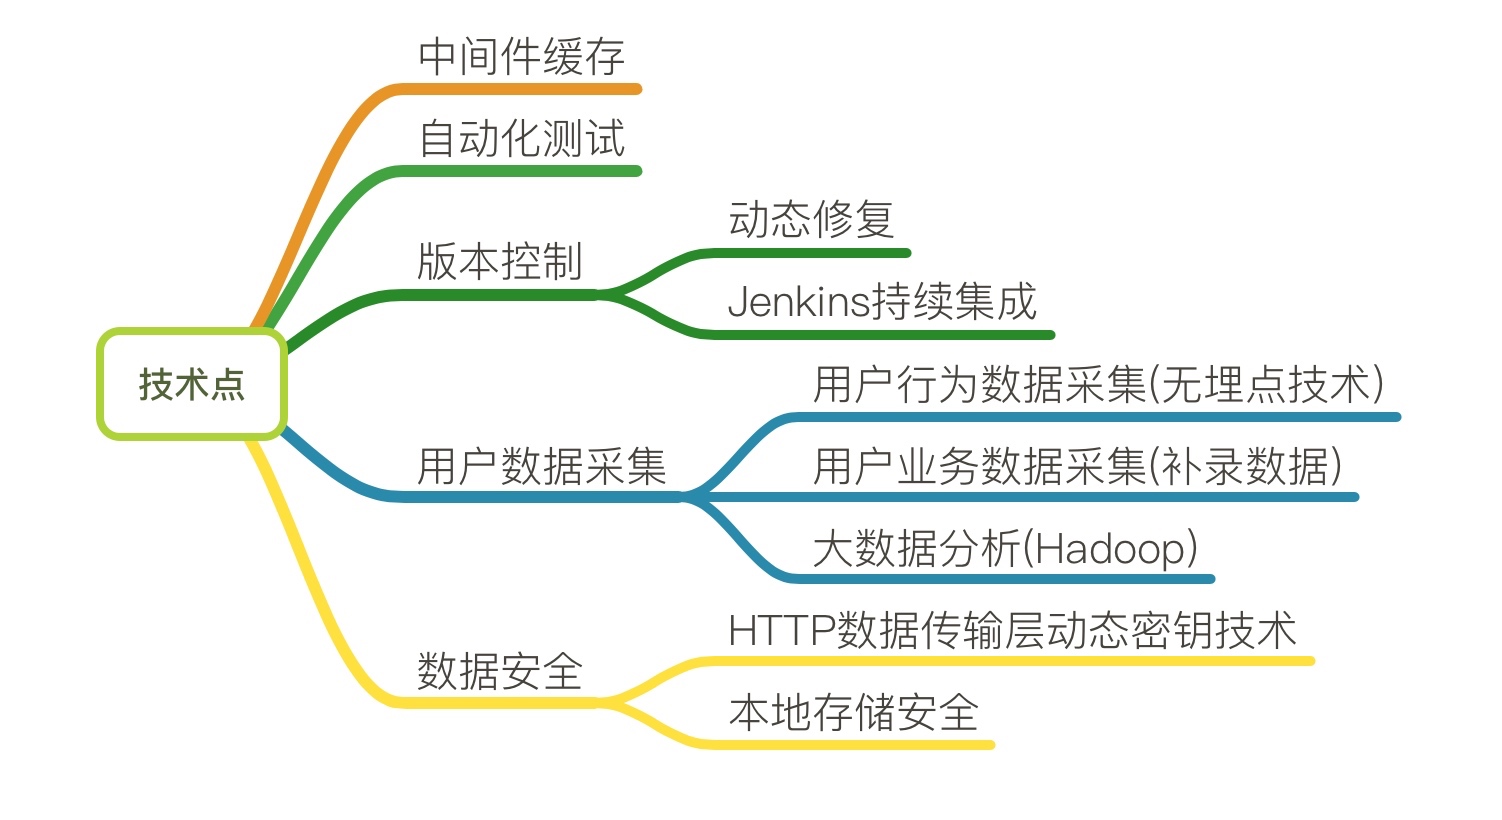 中间件缓存
自动化测试
动态修复
版本控制
Jenkins持续集成
用户行为数据采集(无埋点技术)
技术点
用户数据采集
用户业务数据采集(补录数据)
大数据分析(Hadoop)
HTTP数据传输层动态密钥技术
数据安全
本地存储安全